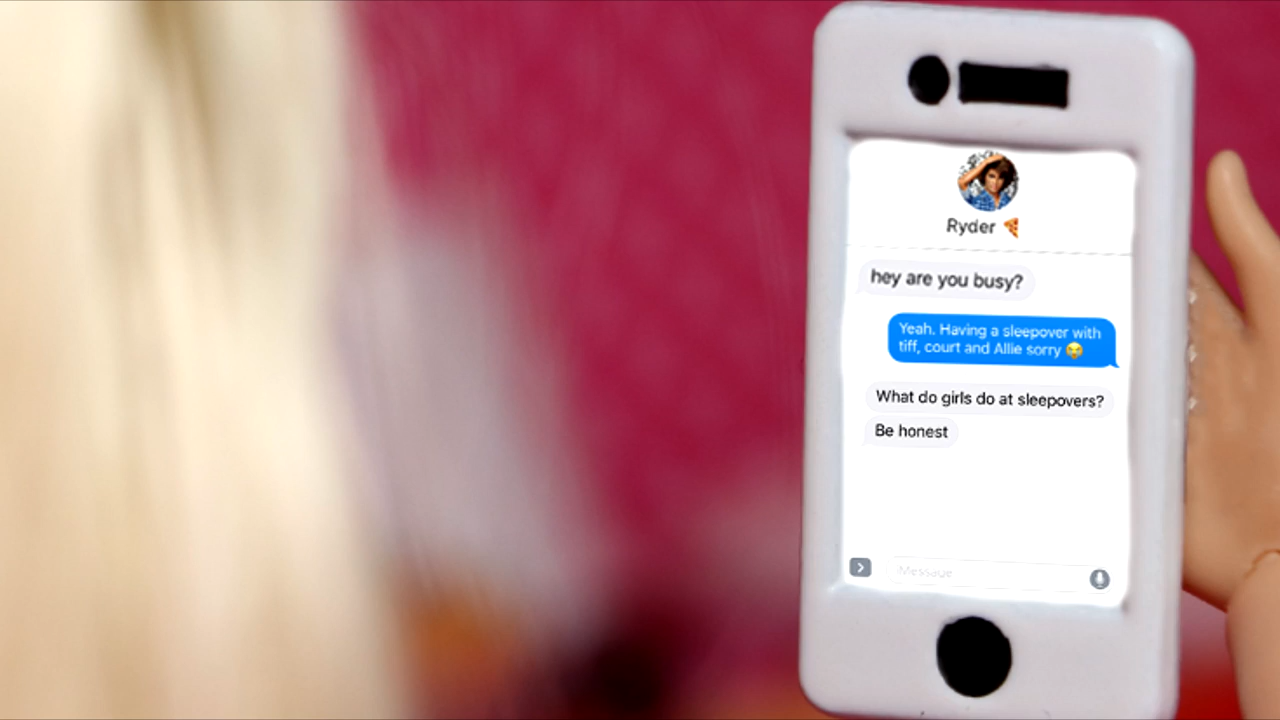 Ryder 🍕
hey are you busy?
Yeah. Having a sleepover with
tiff, court and Allie sorry 😭
What do girls do at sleepovers?
Be honest
iMessage